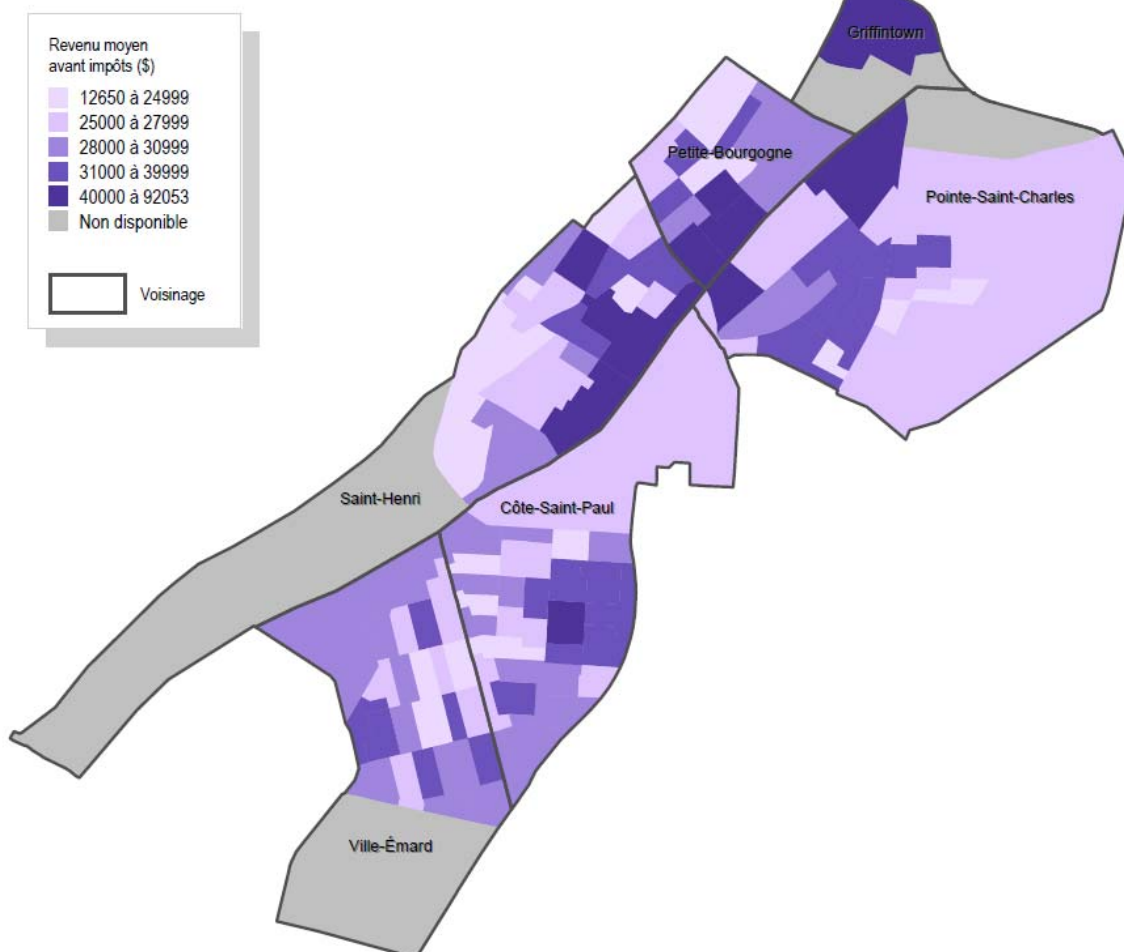 Revenu moyen
avant impôts ($)
12650 à 24999
25000 à 27999
28000 à 30999
31000 à 39999
40000 à 92053
Non disponible
Voisinage
Griffintown
Petite-Bourgogne
Pointe-Saint-Charles
Saint-Henri
Côte-Saint-Paul
Ville-Émard